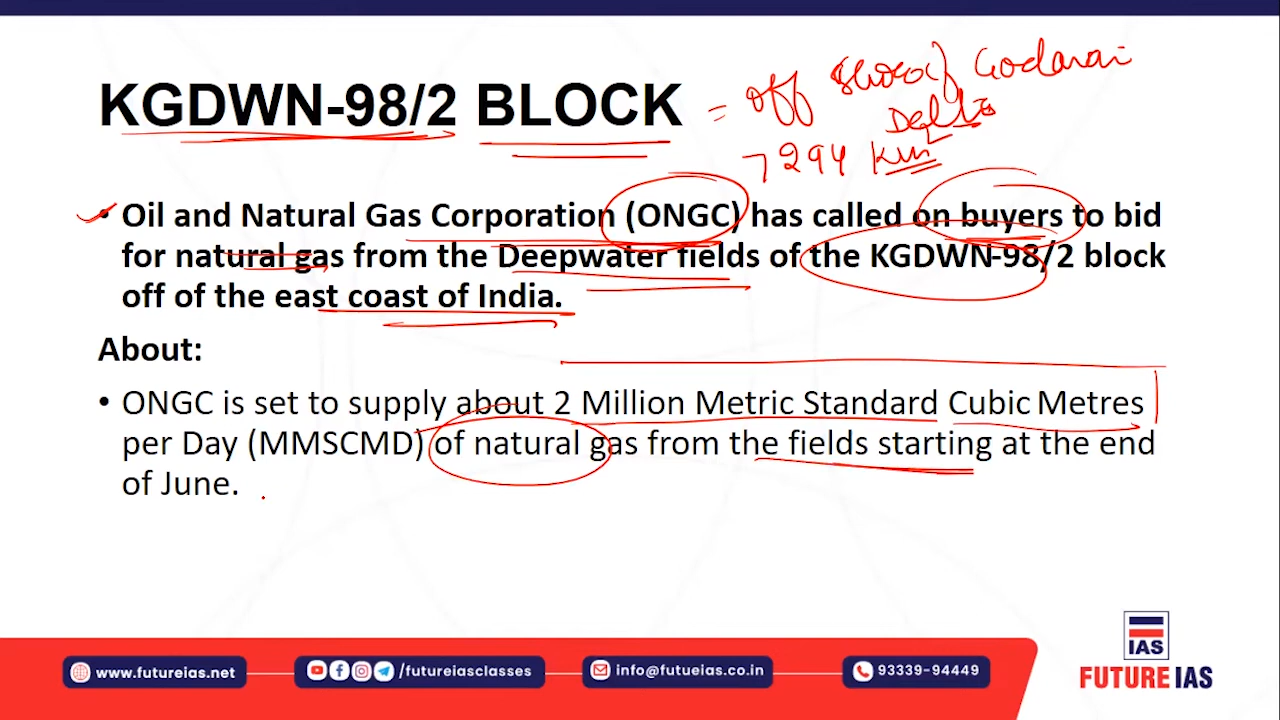 KGDWN-98/2 BLOCK
= off shore of Godavari
Delta
7294 Km
• Oil and Natural Gas Corporation (ONGC) has called on buyers to bid
for natural gas from the Deepwater fields of the KGDWN-98/2 block
off of the east coast of India.
About:
• ONGC is set to supply about 2 Million Metric Standard Cubic Metres
per Day (MMSCMD) of natural gas from the fields starting at the end
of June.
IAS
www.futureias.net
/futureiasclasses
info@futueias.co.in
93339-94449
FUTURE IAS